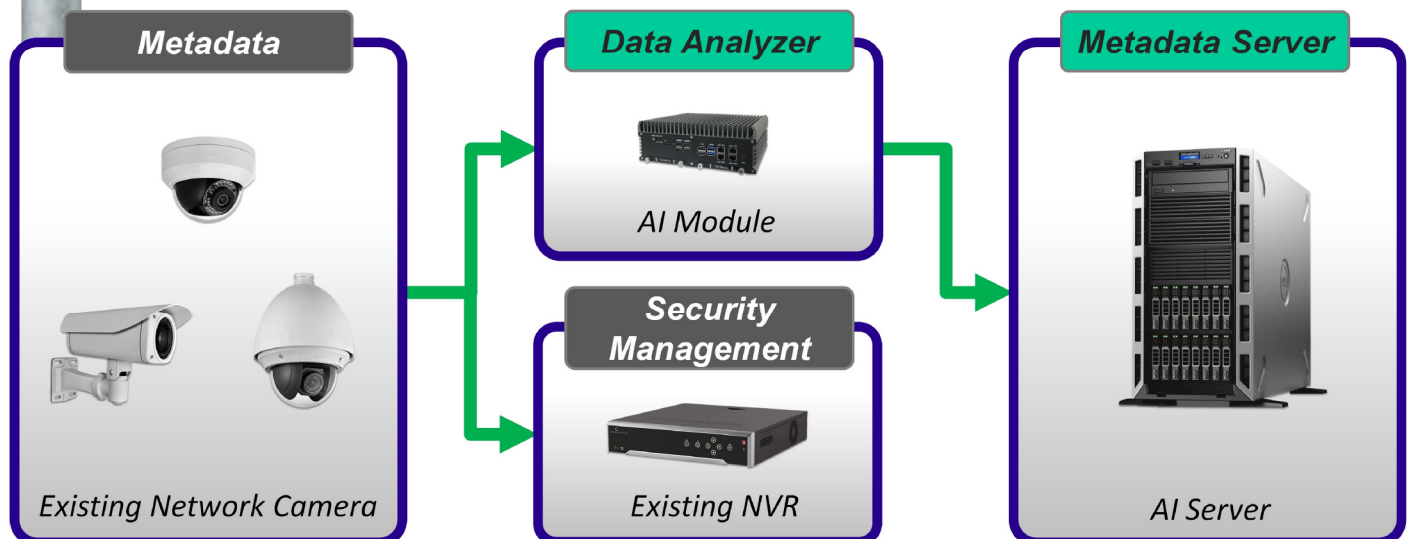 Metadata
Existing Network Camera
Data Analyzer
AI Module
Security
Management
Existing NVR
Metadata Server
AI Server